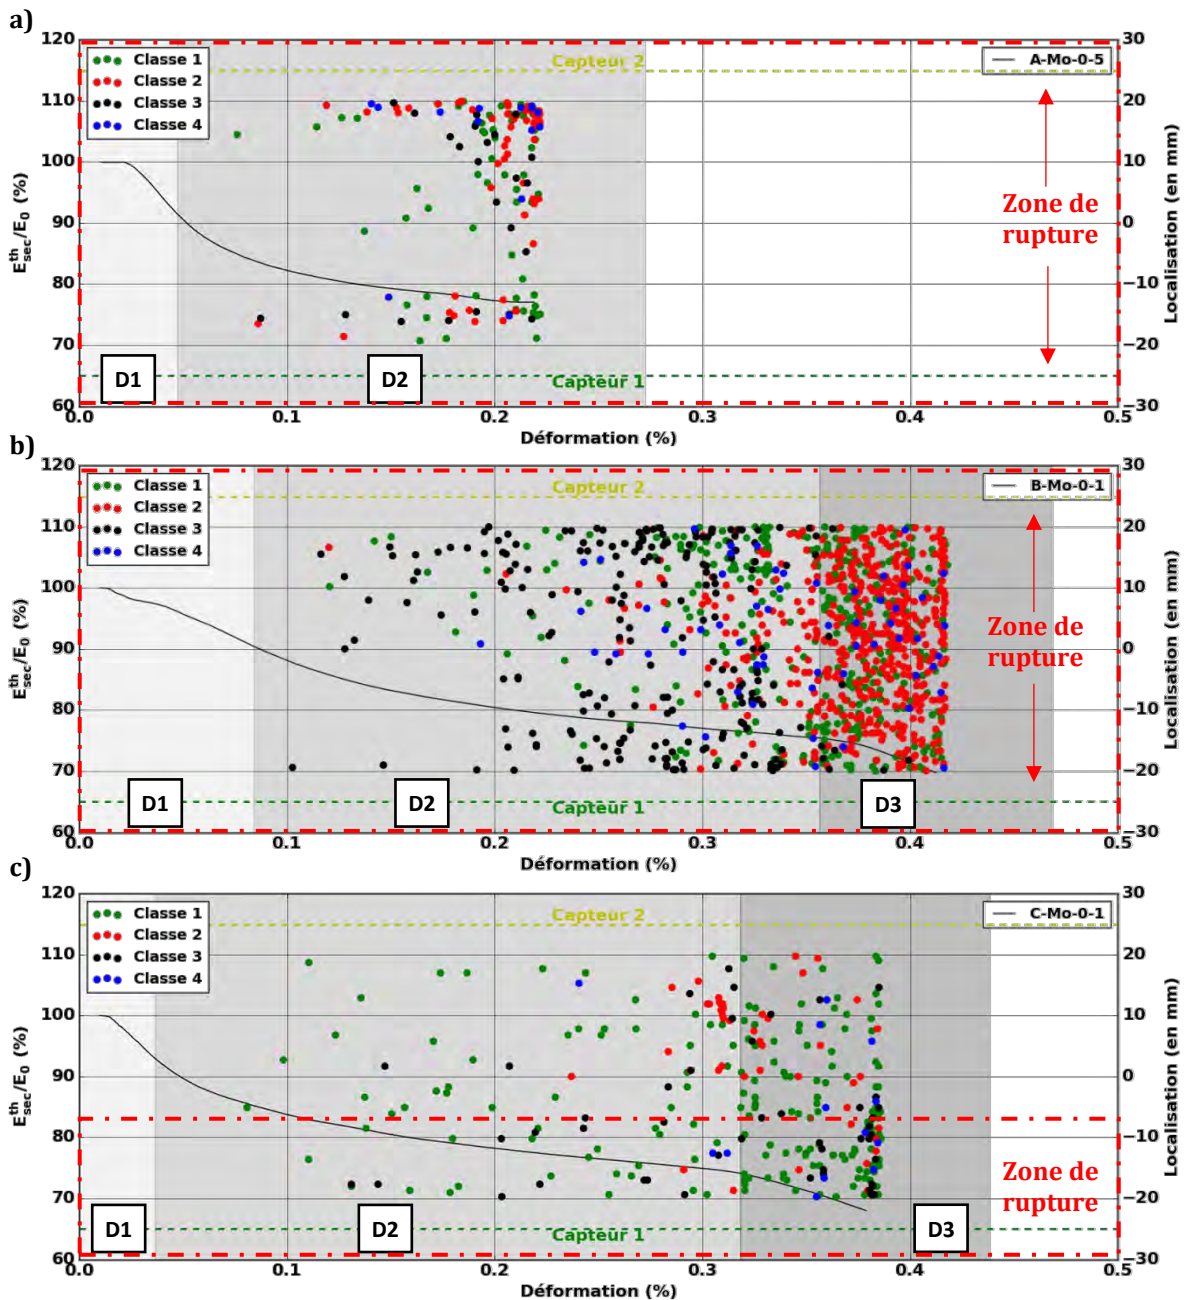 a)
120
110
100
90
80
70
60
E^th_sec/E_0 (%)
Classe 1
Classe 2
Classe 3
Classe 4
Capteur 2
A-Mo-0-5
Zone de
rupture
D1
D2
Capteur 1
30
20
10
0
−10
−20
−30
Localisation (en mm)
0.0 0.1 0.2 0.3 0.4 0.5
Déformation (%)
b)
120
110
100
90
80
70
60
E^th_sec/E_0 (%)
Classe 1
Classe 2
Classe 3
Classe 4
Capteur 2
B-Mo-0-1
Zone de
rupture
D1
D2
Capteur 1
D3
30
20
10
0
−10
−20
−30
Localisation (en mm)
0.0 0.1 0.2 0.3 0.4 0.5
Déformation (%)
c)
120
110
100
90
80
70
60
E^th_sec/E_0 (%)
Classe 1
Classe 2
Classe 3
Classe 4
Capteur 2
C-Mo-0-1
Zone de
rupture
D1
D2
Capteur 1
D3
30
20
10
0
−10
−20
−30
Localisation (en mm)
0.0 0.1 0.2 0.3 0.4 0.5
Déformation (%)